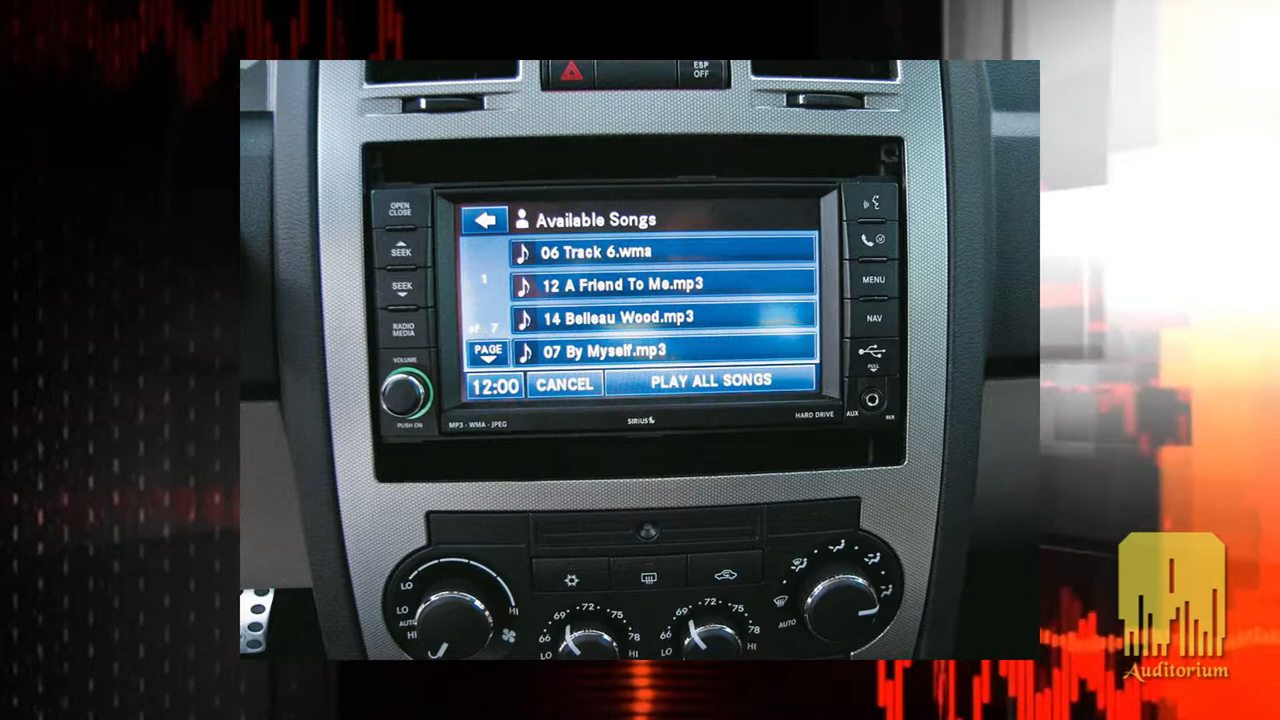 ESP
OFF
OPEN
CLOSE
SEEK
SEEK
RADIO
MEDIA
VOLUME
PUSH ON
Available Songs
06 Track 6.wma
12 A Friend To Me.mp3
14 Belleau Wood.mp3
07 By Myself.mp3
1
of 7
PAGE
12:00
CANCEL
PLAY ALL SONGS
MENU
NAV
PULL
AUX
MP3 - WMA - JPEG
SIRIUS
HARD DRIVE
LO
HI
LO
AUTO
HI
LO
66
69
72
75
78
HI
LO
66
69
72
75
78
HI
AUTO
Auditorium